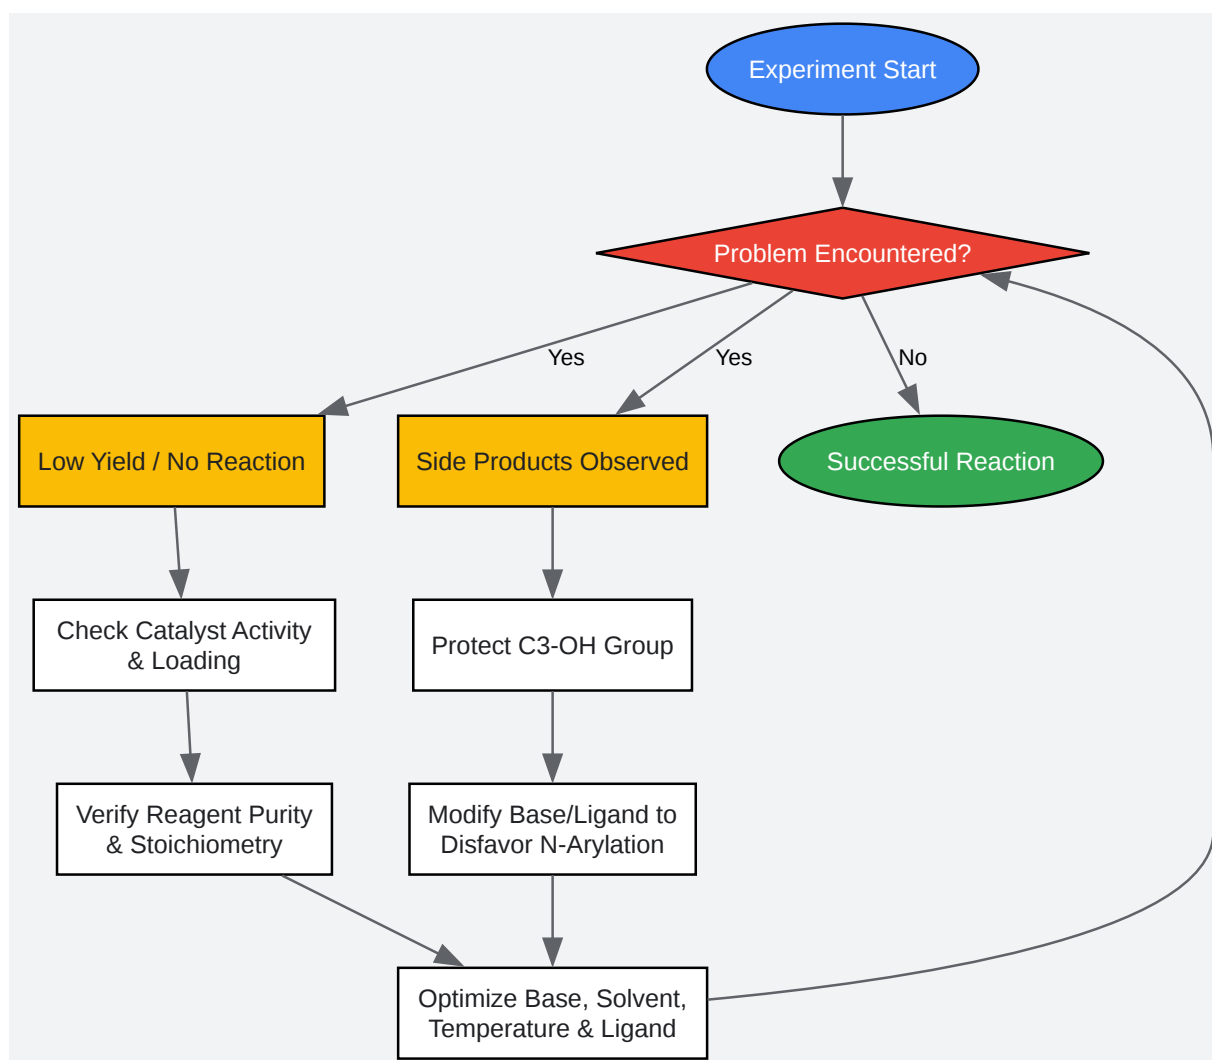 Experiment Start
Problem Encountered?
Yes
Yes
No
Low Yield / No Reaction
Side Products Observed
Successful Reaction
Check Catalyst Activity
& Loading
Protect C3-OH Group
Verify Reagent Purity
& Stoichiometry
Modify Base/Ligand to
Disfavor N-Arylation
Optimize Base, Solvent,
Temperature & Ligand